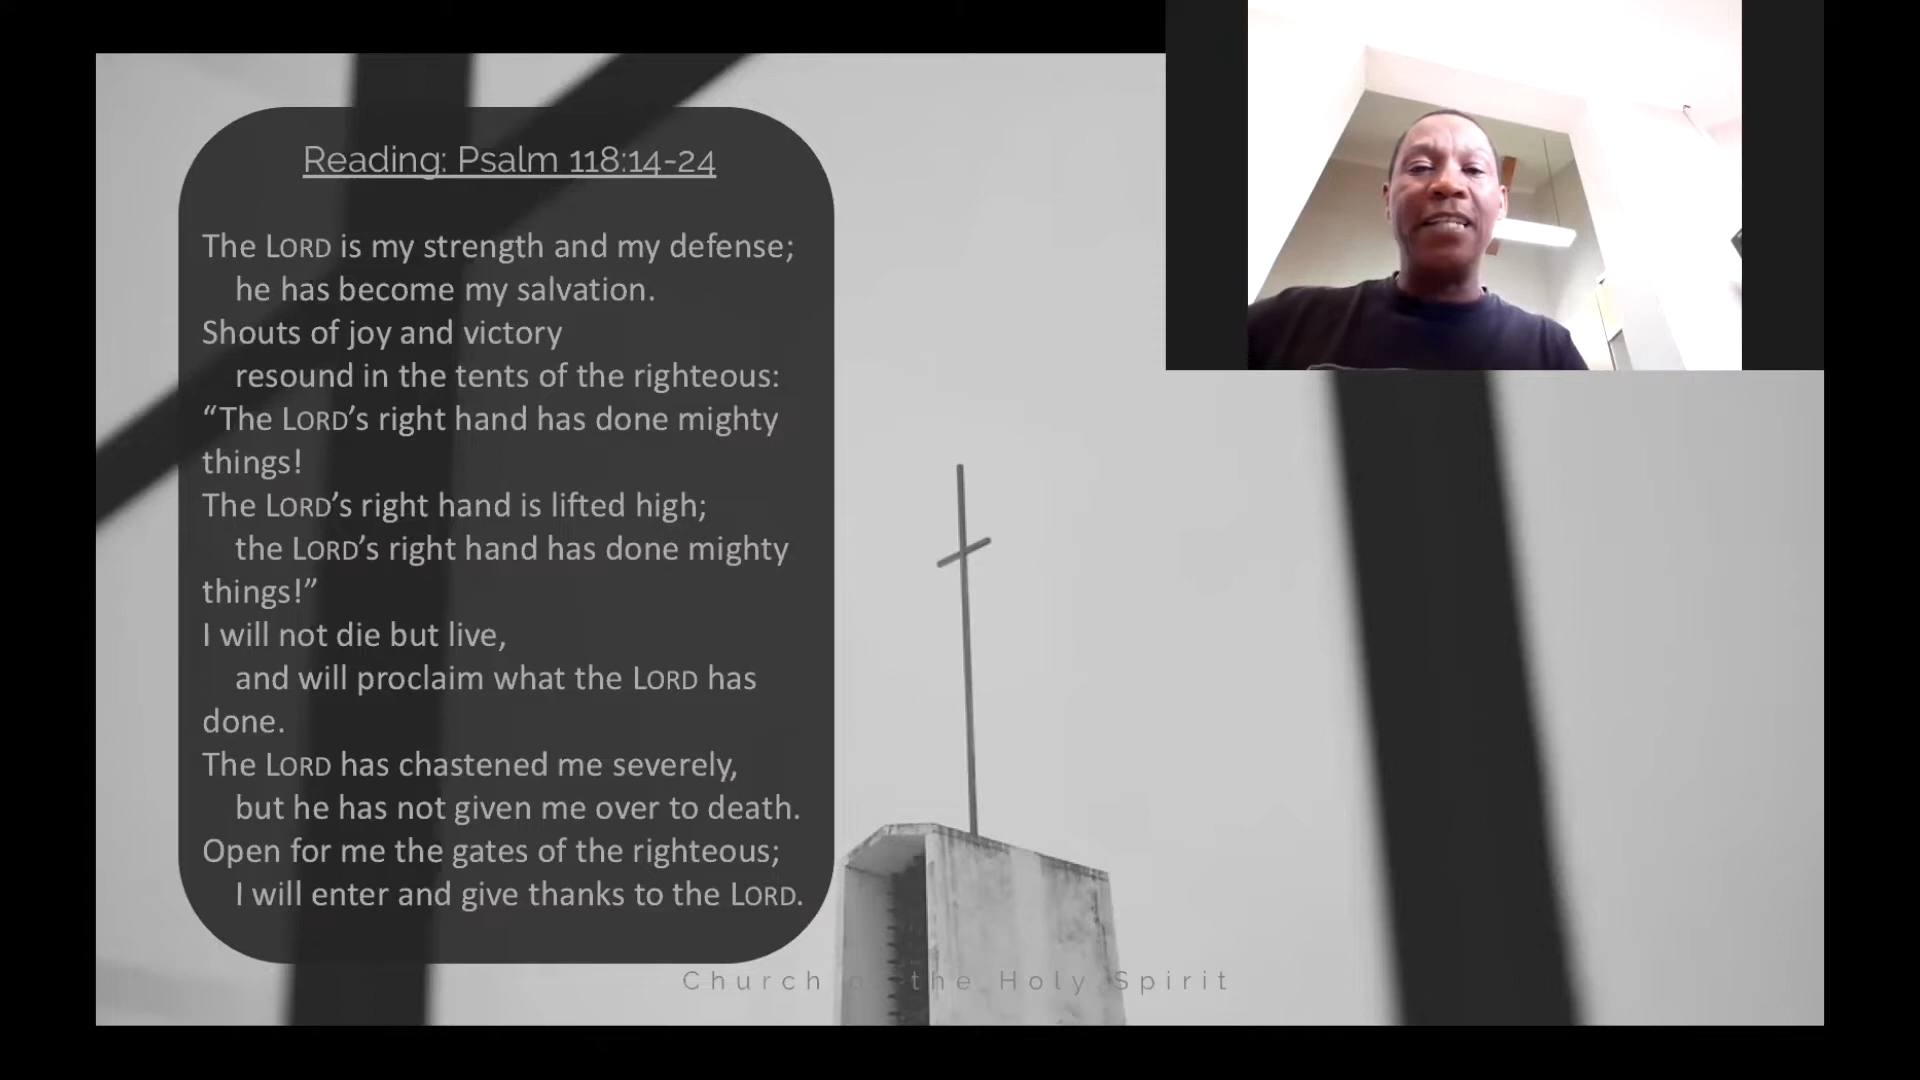 Reading: Psalm 118:14-24
The LORD is my strength and my defense;
he has become my salvation.
Shouts of joy and victory
resound in the tents of the righteous:
“The LORD’s right hand has done mighty
things!
The LORD’s right hand is lifted high;
the LORD’s right hand has done mighty
things!”
I will not die but live,
and will proclaim what the LORD has
done.
The LORD has chastened me severely,
but he has not given me over to death.
Open for me the gates of the righteous;
I will enter and give thanks to the LORD.
Church of the Holy Spirit